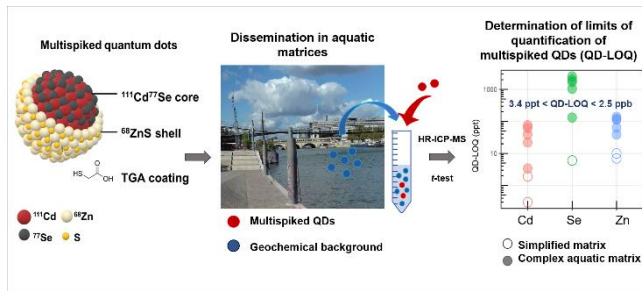 Multispiked quantum dots
¹¹¹Cd⁷⁷Se core
⁶⁸ZnS shell
HS
O
OH
TGA coating
¹¹¹Cd
⁶⁸Zn
⁷⁷Se
S
Dissemination in aquatic
matrices
Multispiked QDs
Geochemical background
HR-ICP-MS
t-test
Determination of limits of
quantification of
multispiked QDs (QD-LOQ)
3.4 ppt < QD-LOQ < 2.5 ppb
QD-LOQ (ppt)
1000
10
Cd
Se
Zn
Simplified matrix
Complex aquatic matrix